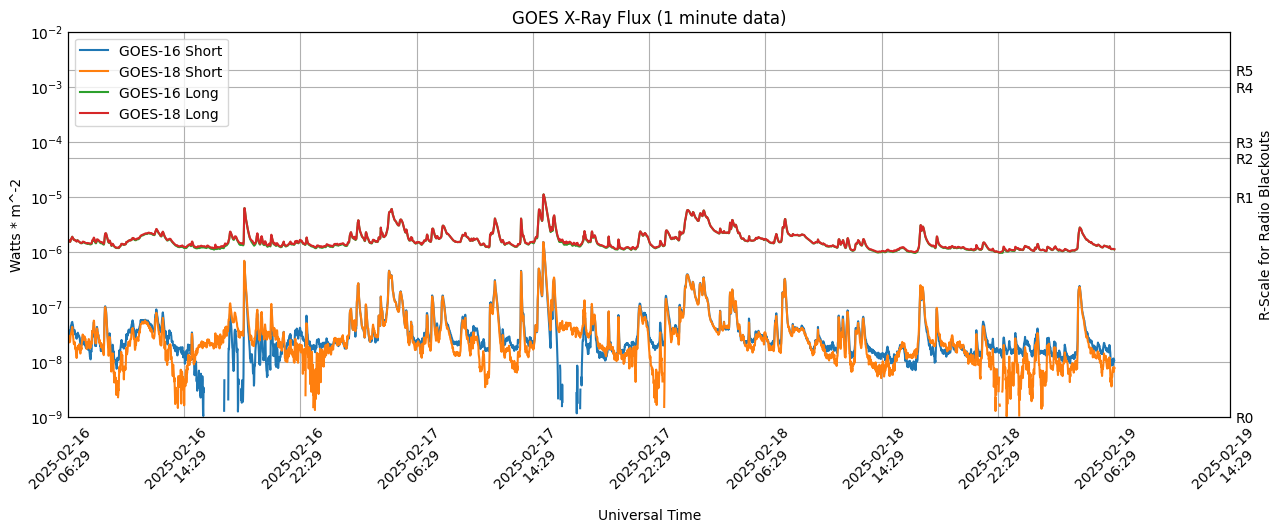 GOES X-Ray Flux (1 minute data)
GOES-16 Short
GOES-18 Short
GOES-16 Long
GOES-18 Long
Watts * m^-2
10^-2
10^-3
10^-4
10^-5
10^-6
10^-7
10^-8
10^-9
R5
R4
R3
R2
R1
R0
R-Scale for Radio Blackouts
2025-02-16
06:29
2025-02-16
14:29
2025-02-16
22:29
2025-02-17
06:29
2025-02-17
14:29
2025-02-17
22:29
2025-02-18
06:29
2025-02-18
14:29
2025-02-18
22:29
2025-02-19
06:29
2025-02-19
14:29
Universal Time